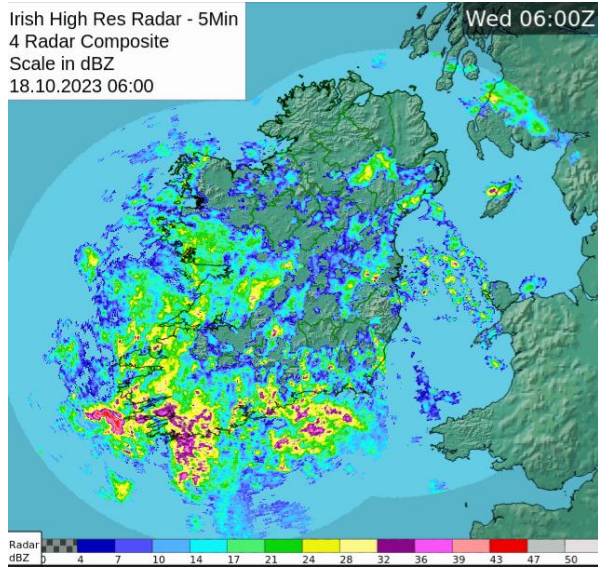 Irish High Res Radar - 5Min
4 Radar Composite
Scale in dBZ
18.10.2023 06:00
Wed 06:00Z
Radar
dBZ 0 4 7 10 14 17 21 24 28 32 36 39 43 47 50